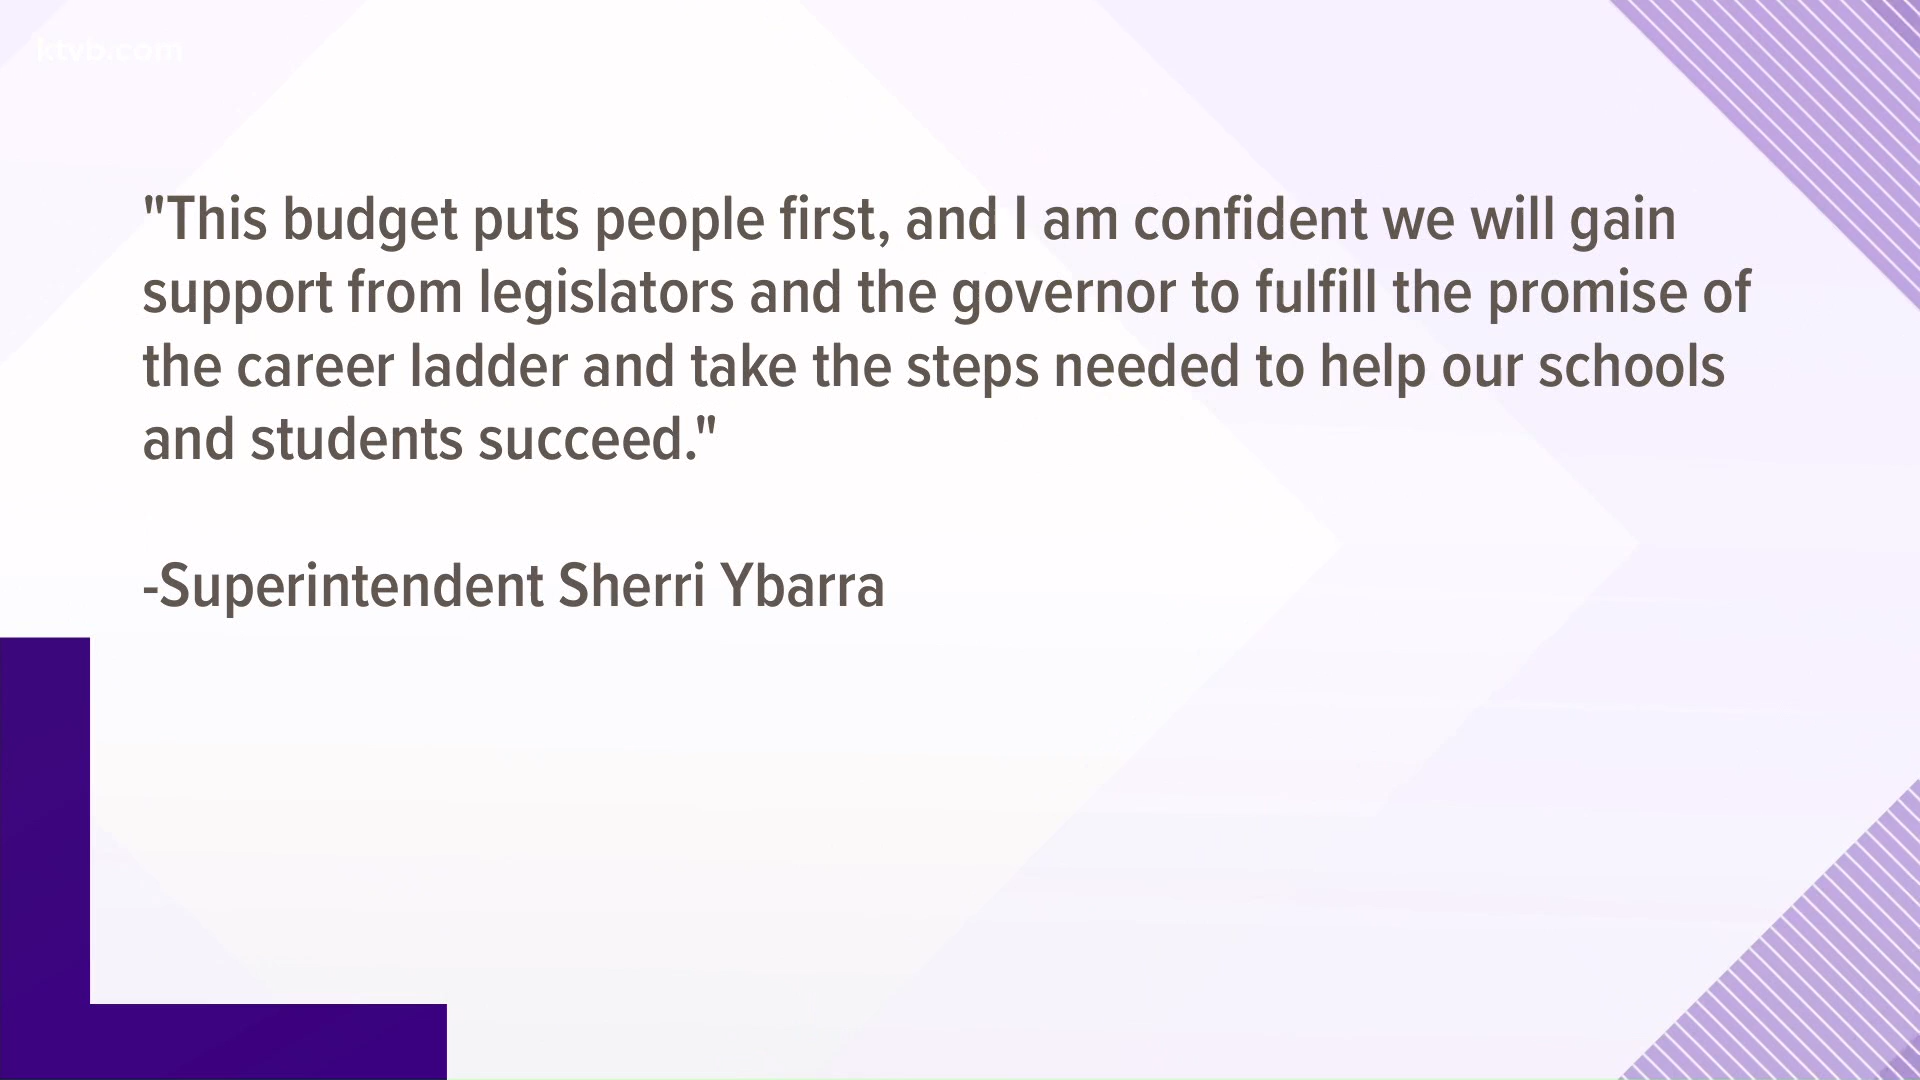 ktvb.com
"This budget puts people first, and I am confident we will gain
support from legislators and the governor to fulfill the promise of
the career ladder and take the steps needed to help our schools
and students succeed."
-Superintendent Sherri Ybarra